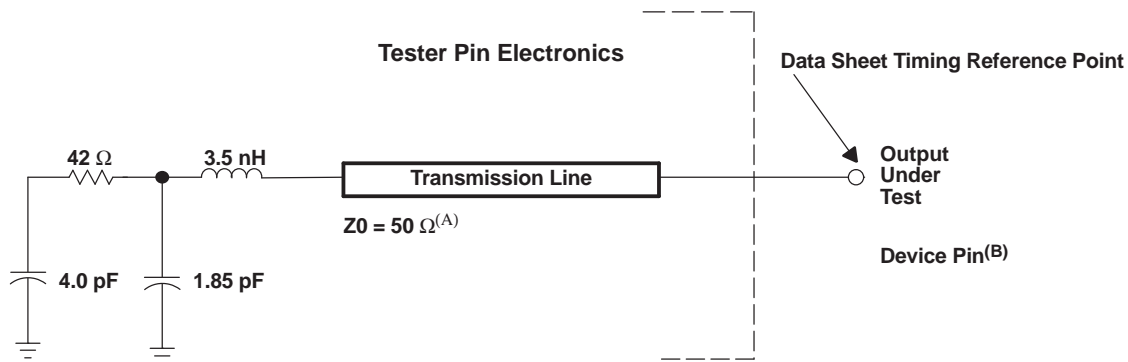 Tester Pin Electronics
Data Sheet Timing Reference Point
42 Ω
3.5 nH
Transmission Line
Output
Under
Test
Z0 = 50 Ω(A)
Device Pin(B)
4.0 pF
1.85 pF